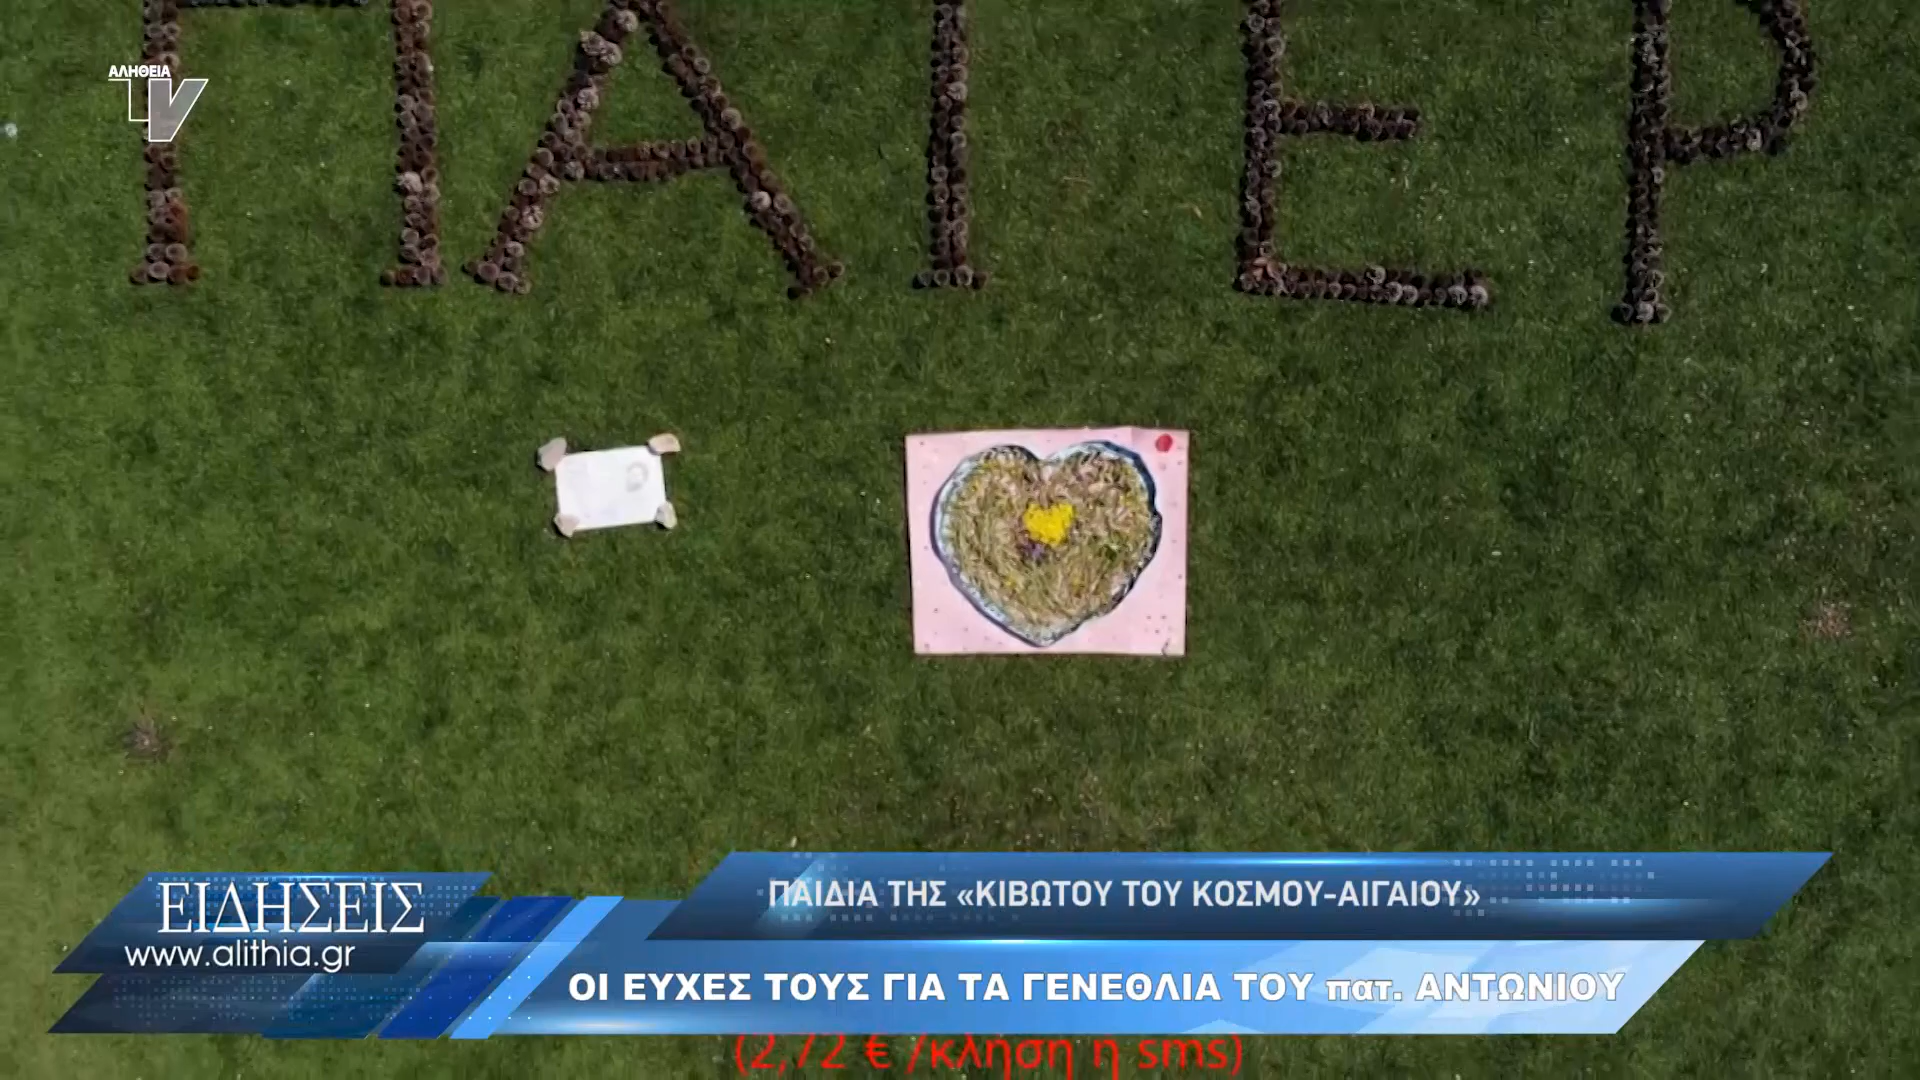 ΠΑΤΕΡ
ΑΛΗΘΕΙΑ
TV
ΕΙΔΗΣΕΙΣ
www.alithia.gr
ΠΑΙΔΙΑ ΤΗΣ «ΚΙΒΩΤΟΥ ΤΟΥ ΚΟΣΜΟΥ-ΑΙΓΑΙΟΥ»
ΟΙ ΕΥΧΕΣ ΤΟΥΣ ΓΙΑ ΤΑ ΓΕΝΕΘΛΙΑ ΤΟΥ πατ. ΑΝΤΩΝΙΟΥ
(2,72 € /κλήση ή sms)